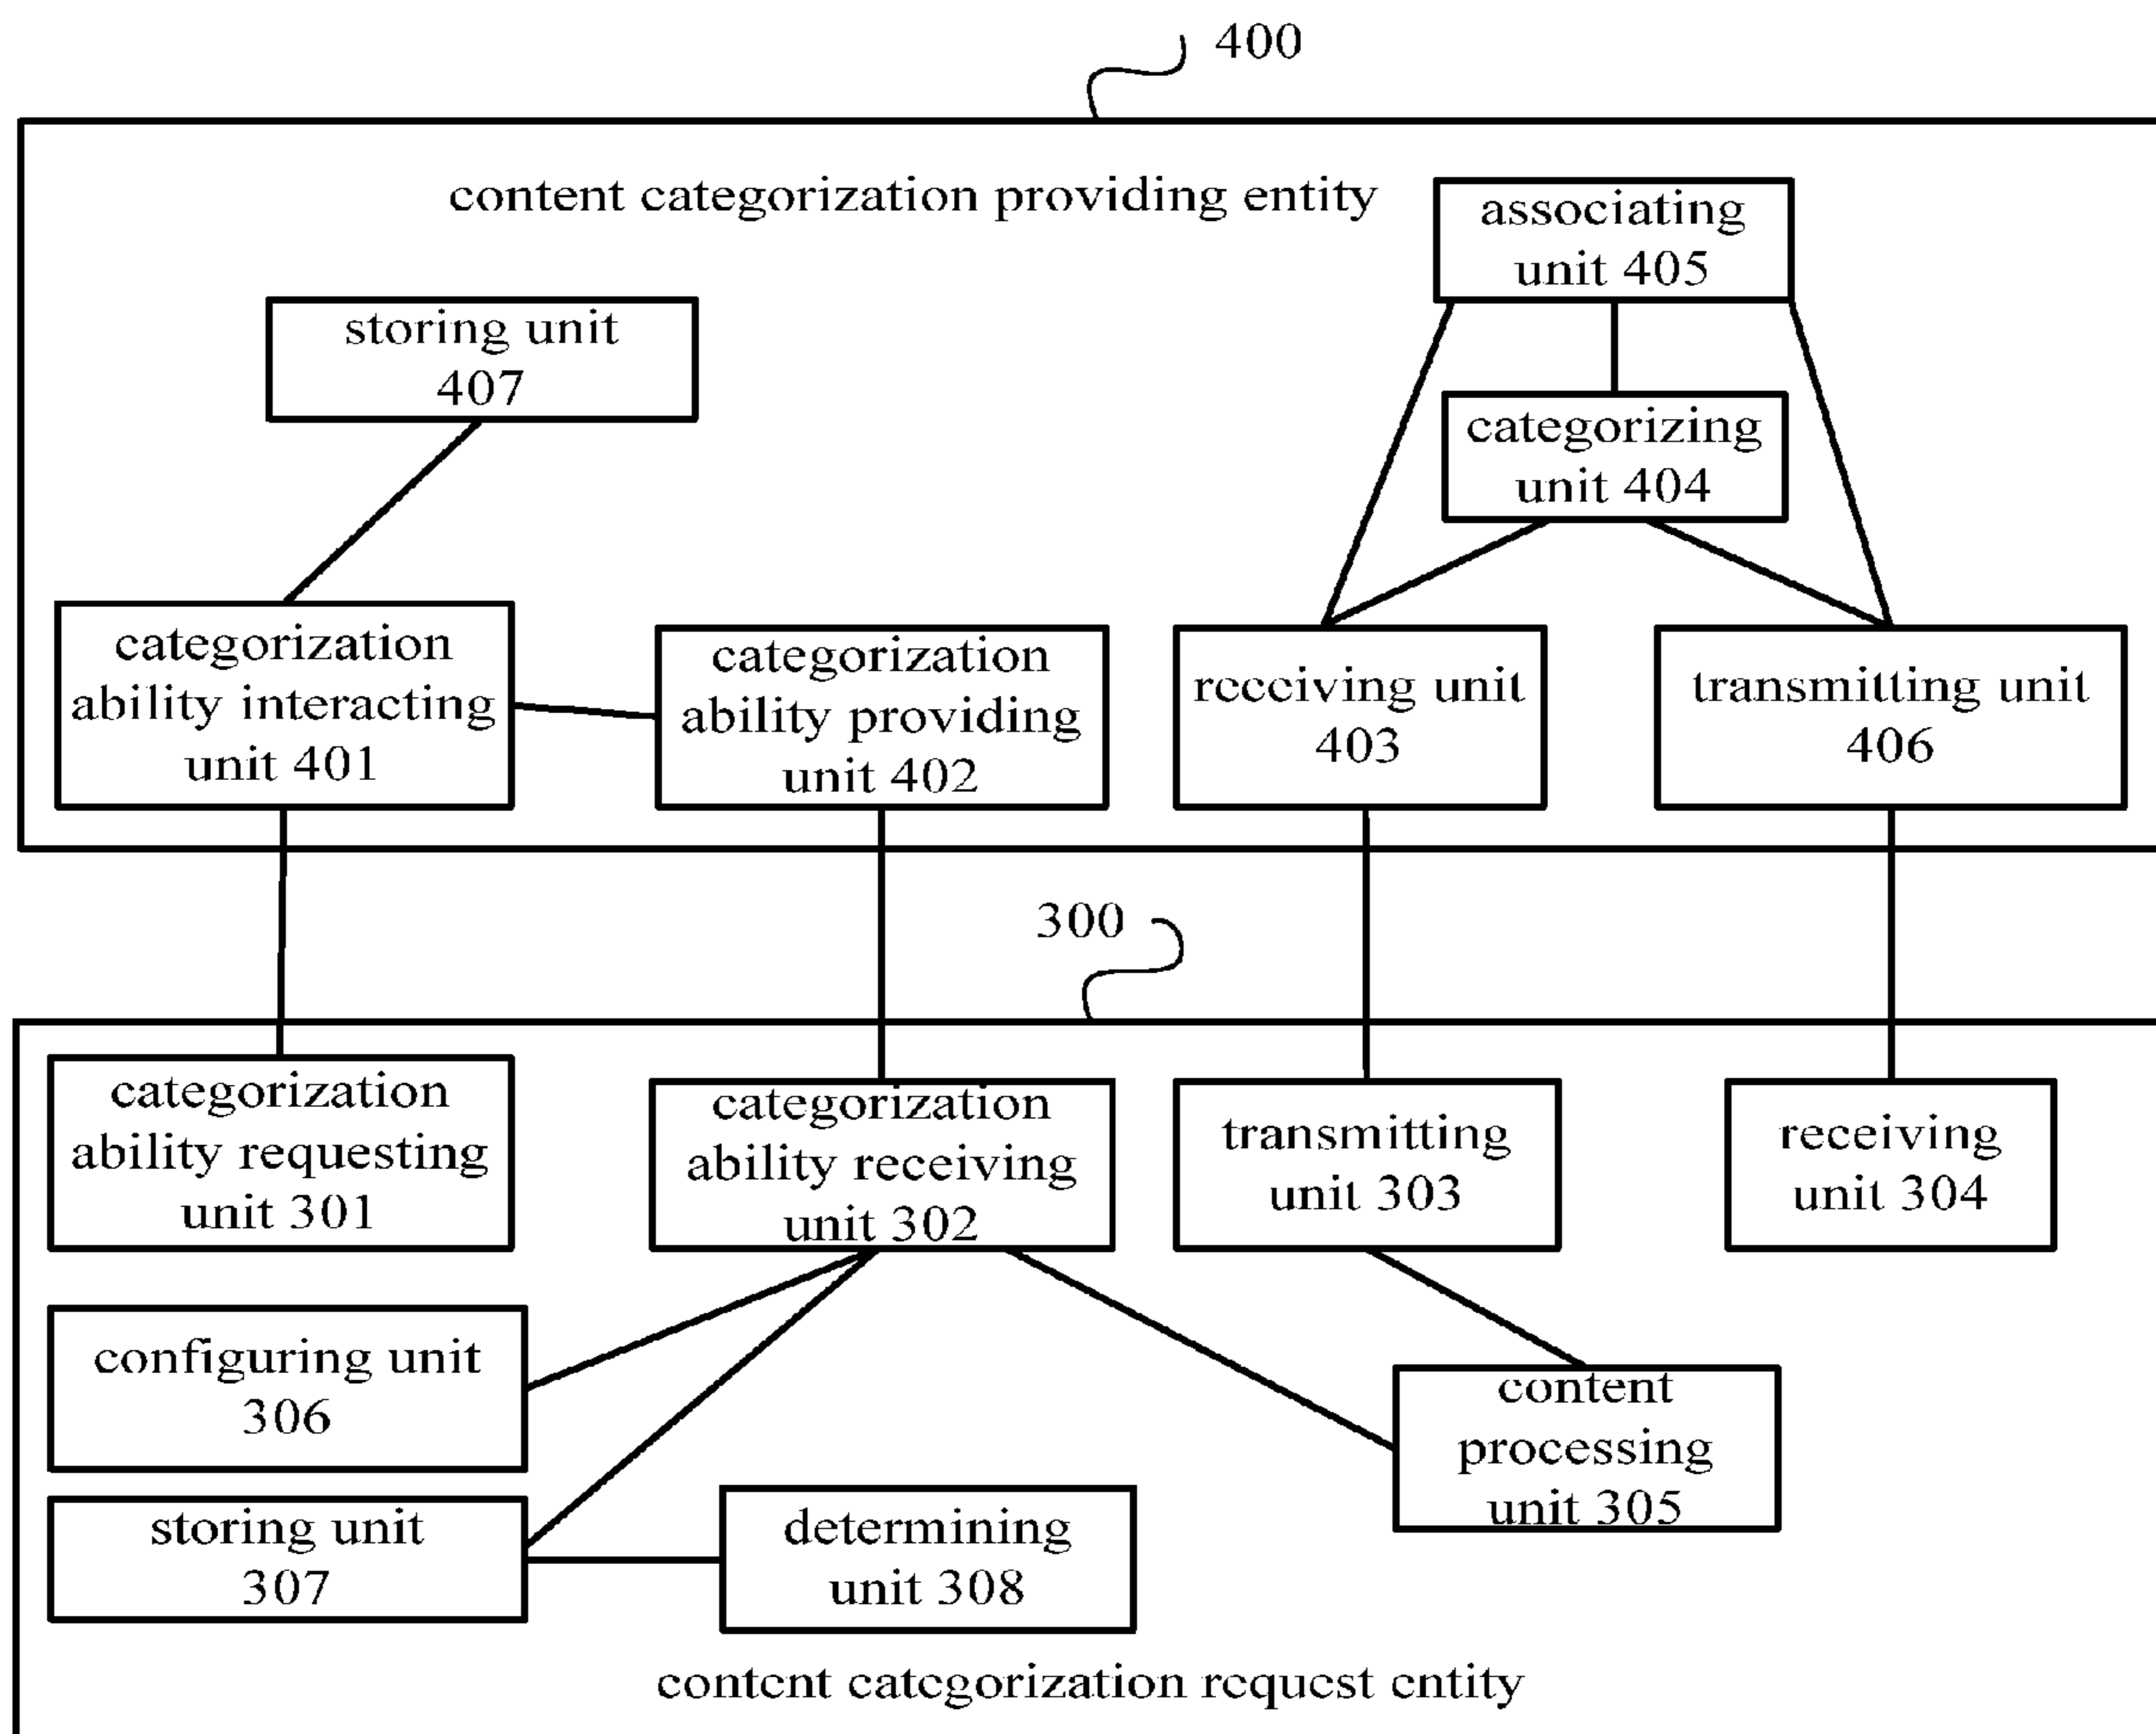 400
content categorization providing entity
associating
unit 405
storing unit
407
categorizing
unit 404
categorization
ability interacting
unit 401
categorization
ability providing
unit 402
receiving unit
403
transmitting unit
406
300
categorization
ability requesting
unit 301
categorization
ability receiving
unit 302
transmitting
unit 303
receiving
unit 304
configuring unit
306
content
processing
unit 305
storing unit
307
determining
unit 308
content categorization request entity